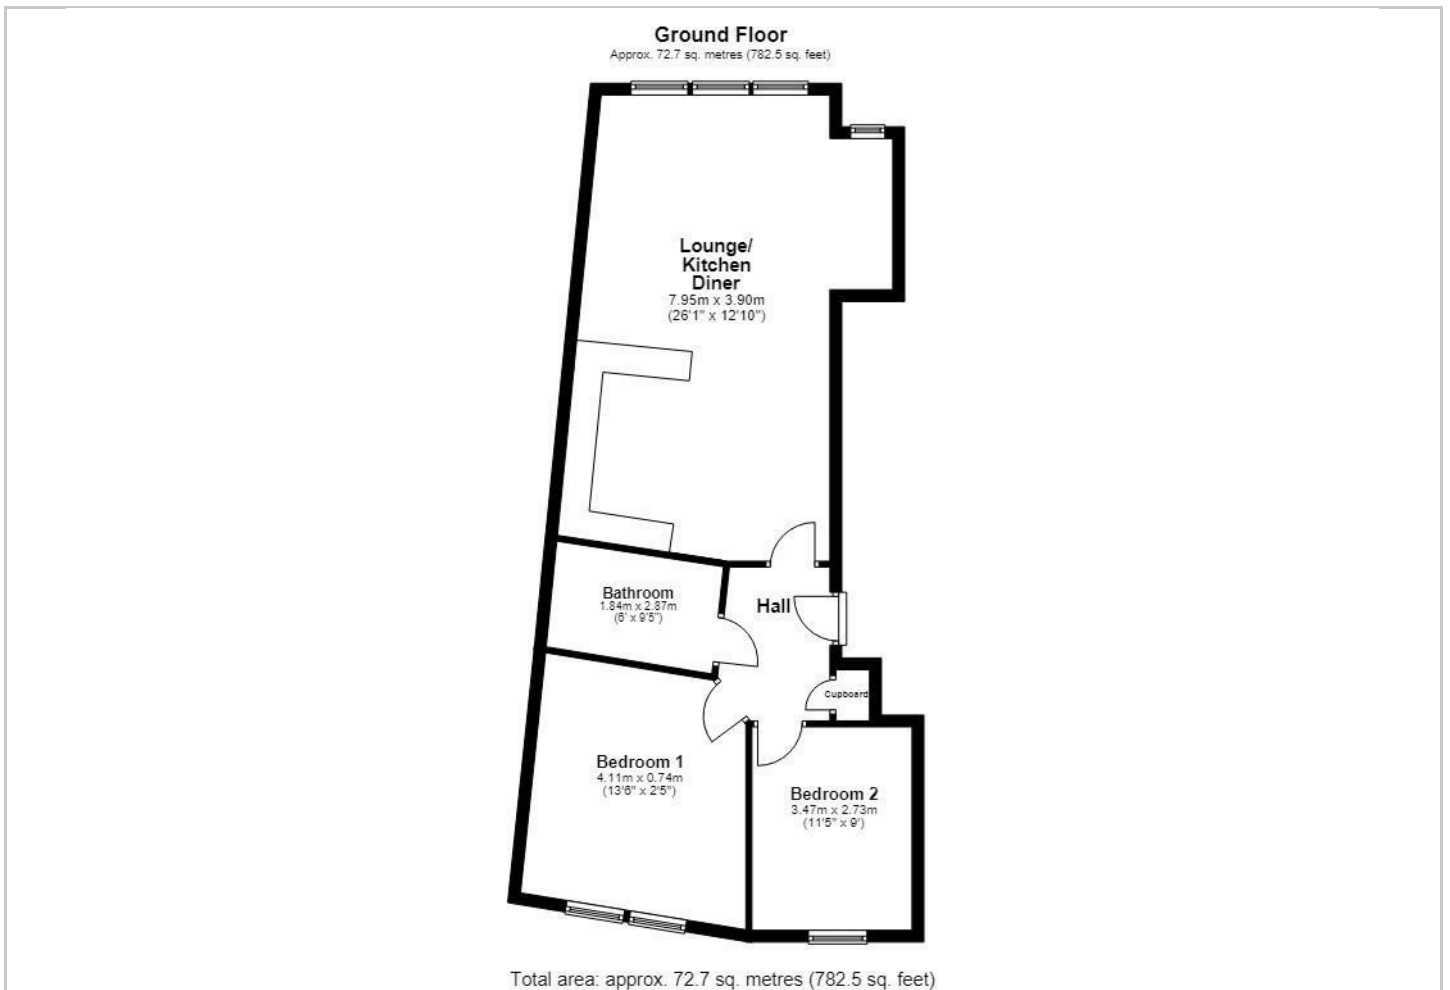 Ground Floor
Approx. 72.7 sq. metres (782.5 sq. feet)
Lounge/
Kitchen
Diner
7.95m x 3.90m
(26'1" x 12'10")
Bathroom
1.84m x 2.87m
(6' x 9'5")
Hall
Cupboard
Bedroom 1
4.11m x 0.74m
(13'6" x 2'5")
Bedroom 2
3.47m x 2.73m
(11'5" x 9')
Total area: approx. 72.7 sq. metres (782.5 sq. feet)